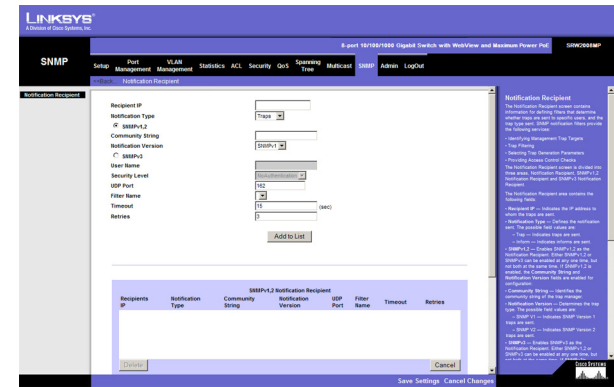 LINKSYS®
A Division of Cisco Systems, Inc.
8-port 10/100/1000 Gigabit Switch with WebView and Maximum Power PoE
SRW2008MP
SNMP
Setup Port Management VLAN Management Statistics ACL Security QoS Spanning Tree Multicast SNMP Admin LogOut
<<Back Notification Recipient
Notification Recipient
Recipient IP
Notification Type Traps
SNMPv1,2
Community String
Notification Version SNMPv1
SNMPv3
User Name
Security Level NoAuthentication
UDP Port 162
Filter Name
Timeout 15 (sec)
Retries 3
Add to List
SNMPv1,2 Notification Recipient
Recipients IP Notification Type Community String Notification Version UDP Port Filter Name Timeout Retries
Delete
Cancel
Notification Recipient
The Notification Recipient screen contains
information for defining filters that determine
whether traps are sent to specific users, and the
trap type sent. SNMP notification filters provide
the following services:
- Identifying Management Trap Targets
- Trap Filtering
- Selecting Trap Generation Parameters
- Providing Access Control Checks
The Notification Recipient screen is divided into
three areas, Notification Recipient, SNMPv1,2
Notification Recipient and SNMPv3 Notification
Recipient.
The Notification Recipient area contains the
following fields:
- Recipient IP — Indicates the IP address to
whom the traps are sent.
- Notification Type — Defines the notification
sent. The possible field values are:
– Trap — Indicates traps are sent.
– Inform — Indicates informs are sent.
- SNMPv1,2 — Enables SNMPv1,2 as the
Notification Recipient. Either SNMPv1,2 or
SNMPv3 can be enabled at any one time, but
not both at the same time. If SNMPv1,2 is
enabled, the Community String and
Notification Version fields are enabled for
configuration:
- Community String — Identifies the
community string of the trap manager.
- Notification Version — Determines the trap
type. The possible field values are:
– SNMP V1 — Indicates SNMP Version 1
traps are sent.
– SNMP V2 — Indicates SNMP Version 2
traps are sent.
- SNMPv3 — Enables SNMPv3 as the
Notification Recipient. Either SNMPv1,2 or
SNMPv3 can be enabled at any one time, but
Save Settings Cancel Changes
CISCO SYSTEMS